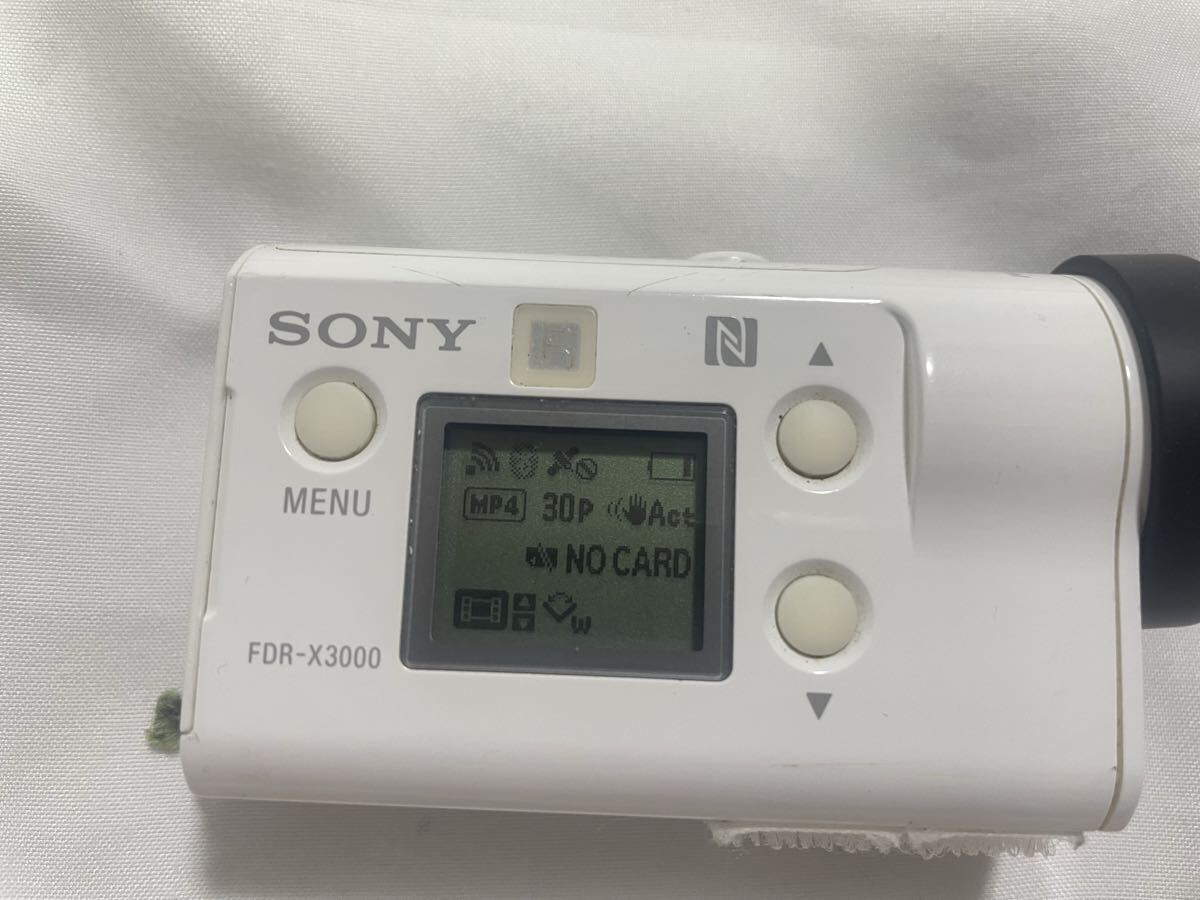 SONY
MENU
MP4 30P Act
NO CARD
W
FDR-X3000